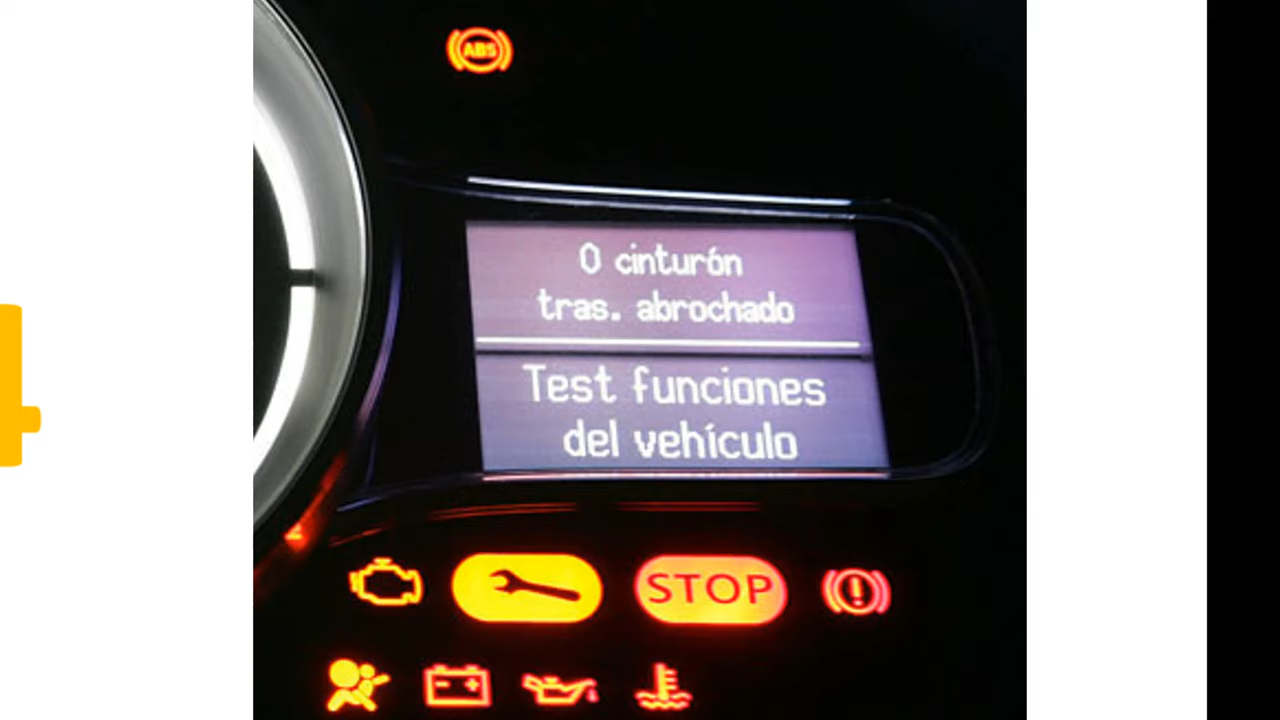 ABS
0 cinturón
tras. abrochado
Test funciones
del vehículo
STOP